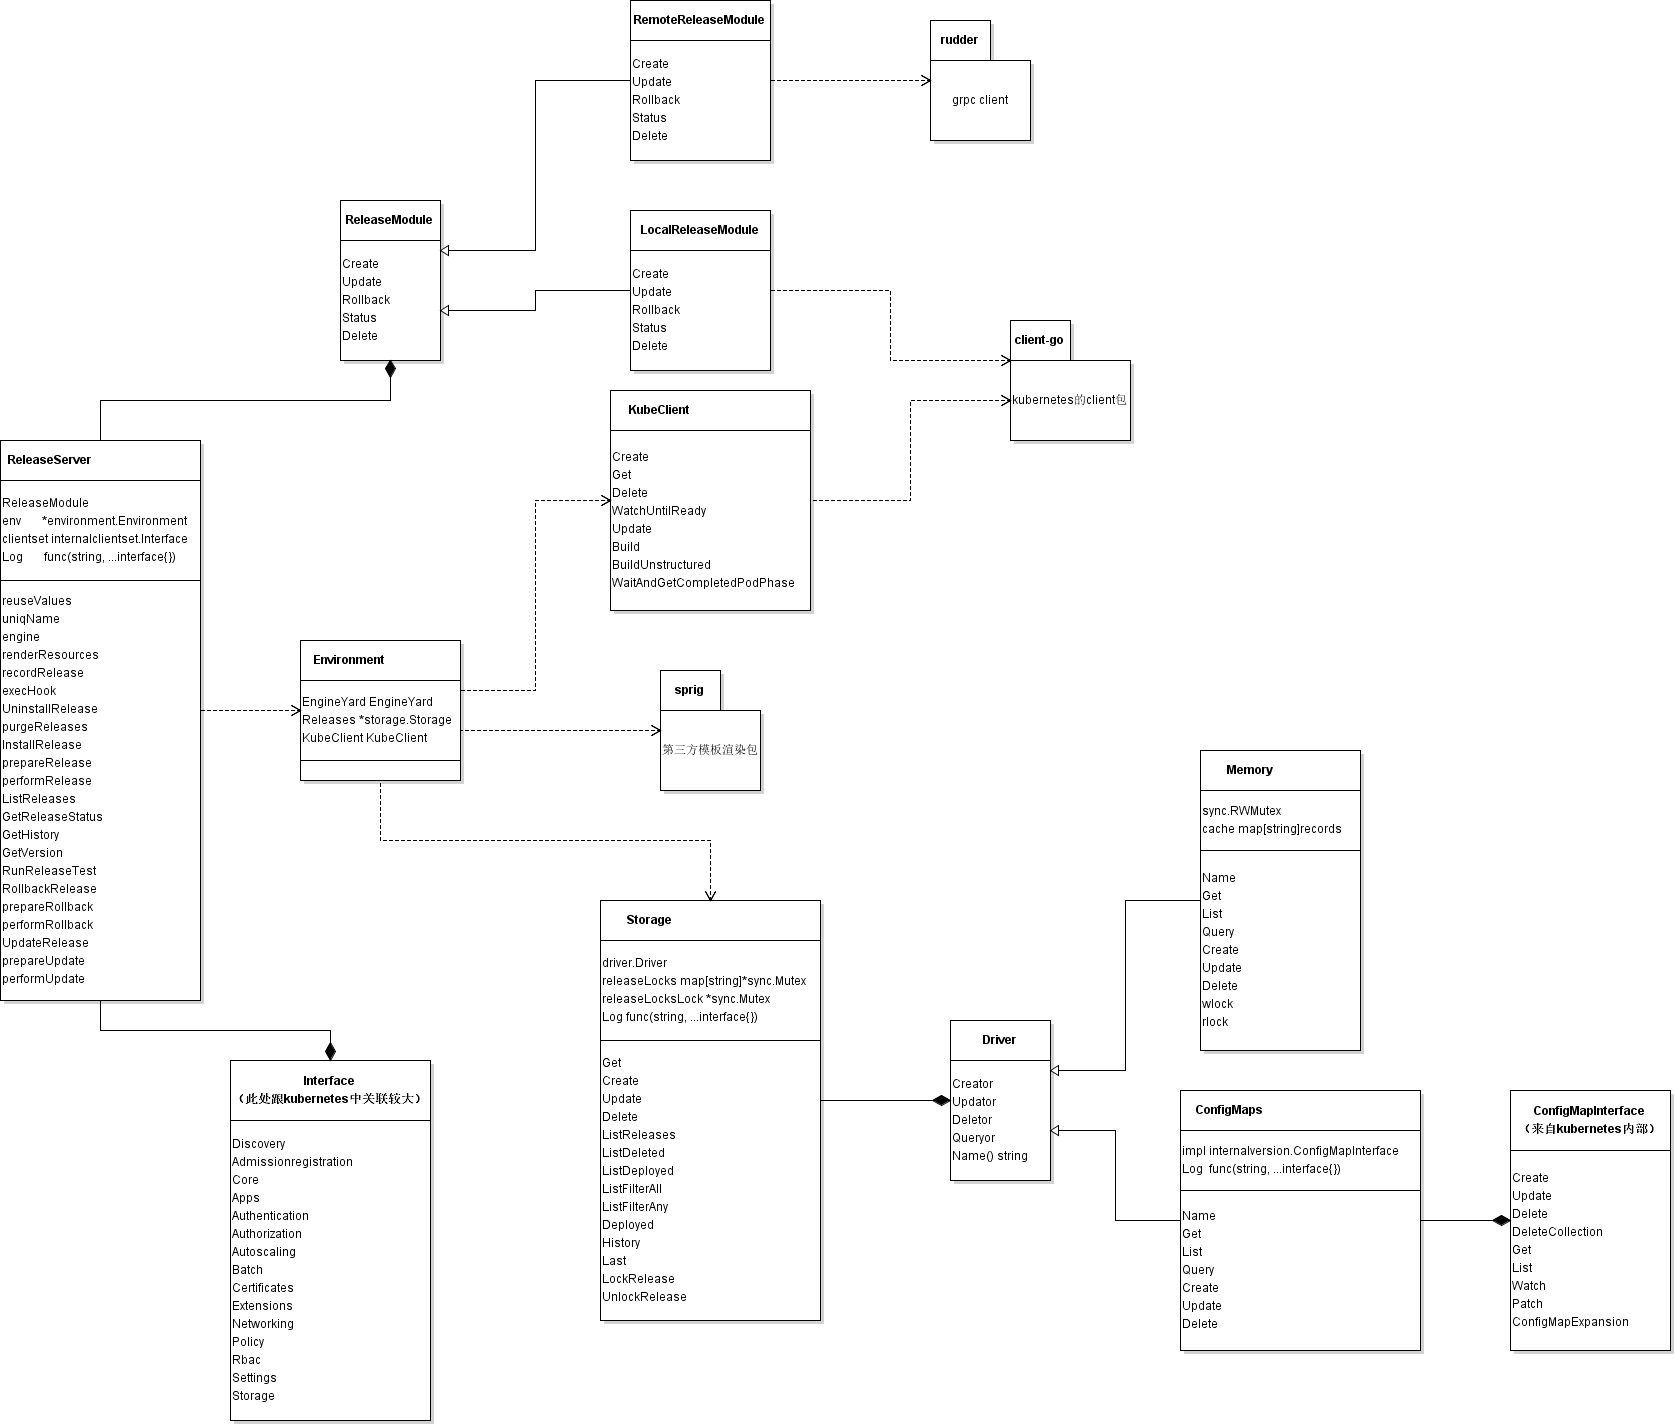 RemoteReleaseModule
Create
Update
Rollback
Status
Delete
rudder
grpc client
ReleaseModule
Create
Update
Rollback
Status
Delete
LocalReleaseModule
Create
Update
Rollback
Status
Delete
client-go
kubernetes的client包
KubeClient
Create
Get
Delete
WatchUntilReady
Update
Build
BuildUnstructured
WaitAndGetCompletedPodPhase
ReleaseServer
ReleaseModule
env *environment.Environment
clientset internalclientset.Interface
Log func(string, ...interface{})
reuseValues
uniqName
engine
renderResources
recordRelease
execHook
UninstallRelease
purgeReleases
InstallRelease
prepareRelease
performRelease
ListReleases
GetReleaseStatus
GetHistory
GetVersion
RunReleaseTest
RollbackRelease
prepareRollback
performRollback
UpdateRelease
prepareUpdate
performUpdate
Environment
EngineYard EngineYard
Releases *storage.Storage
KubeClient KubeClient
sprig
第三方模板渲染包
Memory
sync.RWMutex
cache map[string]records
Name
Get
List
Query
Create
Update
Delete
wlock
rlock
Storage
driver.Driver
releaseLocks map[string]*sync.Mutex
releaseLocksLock *sync.Mutex
Log func(string, ...interface{})
Get
Create
Update
Delete
ListReleases
ListDeleted
ListDeployed
ListFilterAll
ListFilterAny
Deployed
History
Last
LockRelease
UnlockRelease
Driver
Creator
Updator
Deletor
Queryor
Name() string
Interface
（此处跟kubernetes中关联较大）
Discovery
Admissionregistration
Core
Apps
Authentication
Authorization
Autoscaling
Batch
Certificates
Extensions
Networking
Policy
Rbac
Settings
Storage
ConfigMaps
impl internalversion.ConfigMapInterface
Log func(string, ...interface{})
Name
Get
List
Query
Create
Update
Delete
ConfigMapInterface
（来自kubernetes内部）
Create
Update
Delete
DeleteCollection
Get
List
Watch
Patch
ConfigMapExpansion